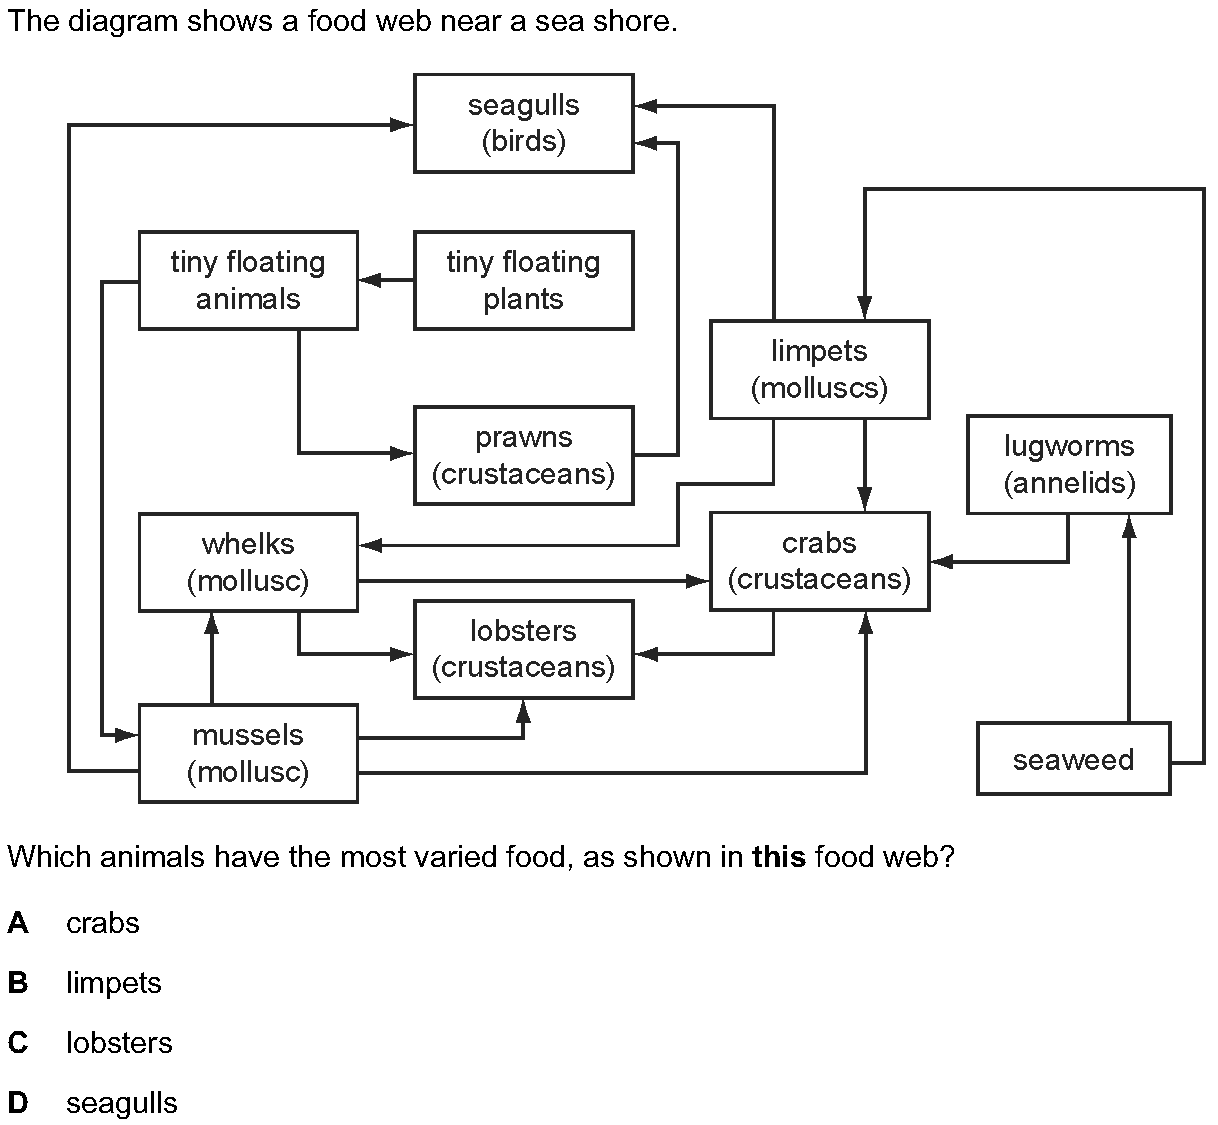 The diagram shows a food web near a sea shore.
seagulls
(birds)
tiny floating
animals
tiny floating
plants
limpets
(molluscs)
prawns
(crustaceans)
lugworms
(annelids)
whelks
(mollusc)
crabs
(crustaceans)
lobsters
(crustaceans)
mussels
(mollusc)
seaweed
Which animals have the most varied food, as shown in this food web?
A crabs
B limpets
C lobsters
D seagulls